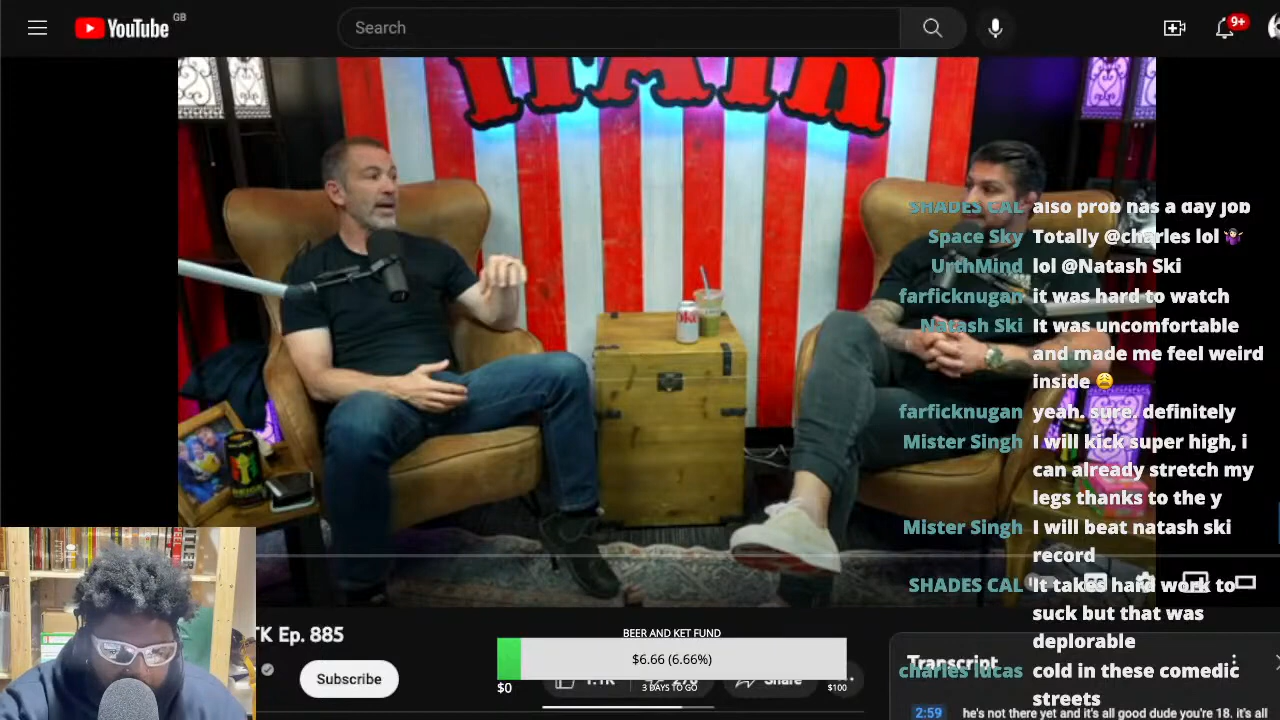 YouTube GB
Search
9+
SHADES CAL also prob has a day job
Space Sky Totally @charles lol 🤷🏻‍♀️
UrthMind lol @Natash Ski
farficknugan it was hard to watch
Natash Ski It was uncomfortable
and made me feel weird
inside 😩
farficknugan yeah. sure. definitely
Mister Singh I will kick super high, i
can already stretch my
legs thanks to the y
Mister Singh I will beat natash ski
record
SHADES CAL It takes hard work to
suck but that was
deplorable
charles lucas cold in these comedic
streets
TK Ep. 885
Subscribe
BEER AND KET FUND
$6.66 (6.66%)
$0
3 DAYS TO GO
$100
1.1K
Share
Transcript
2:59 he's not there yet and it's all good dude you're 18. it's all